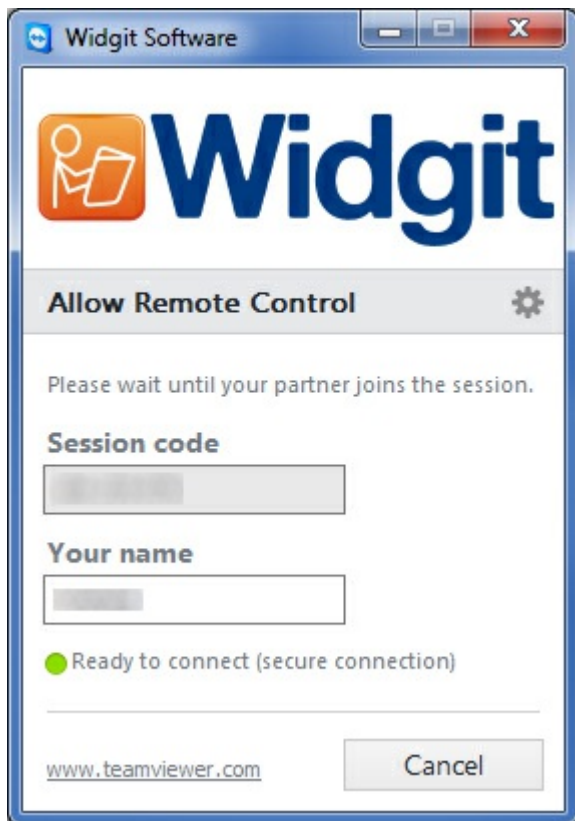 Widgit Software
Widgit
Allow Remote Control
Please wait until your partner joins the session.
Session code
Your name
Ready to connect (secure connection)
www.teamviewer.com
Cancel